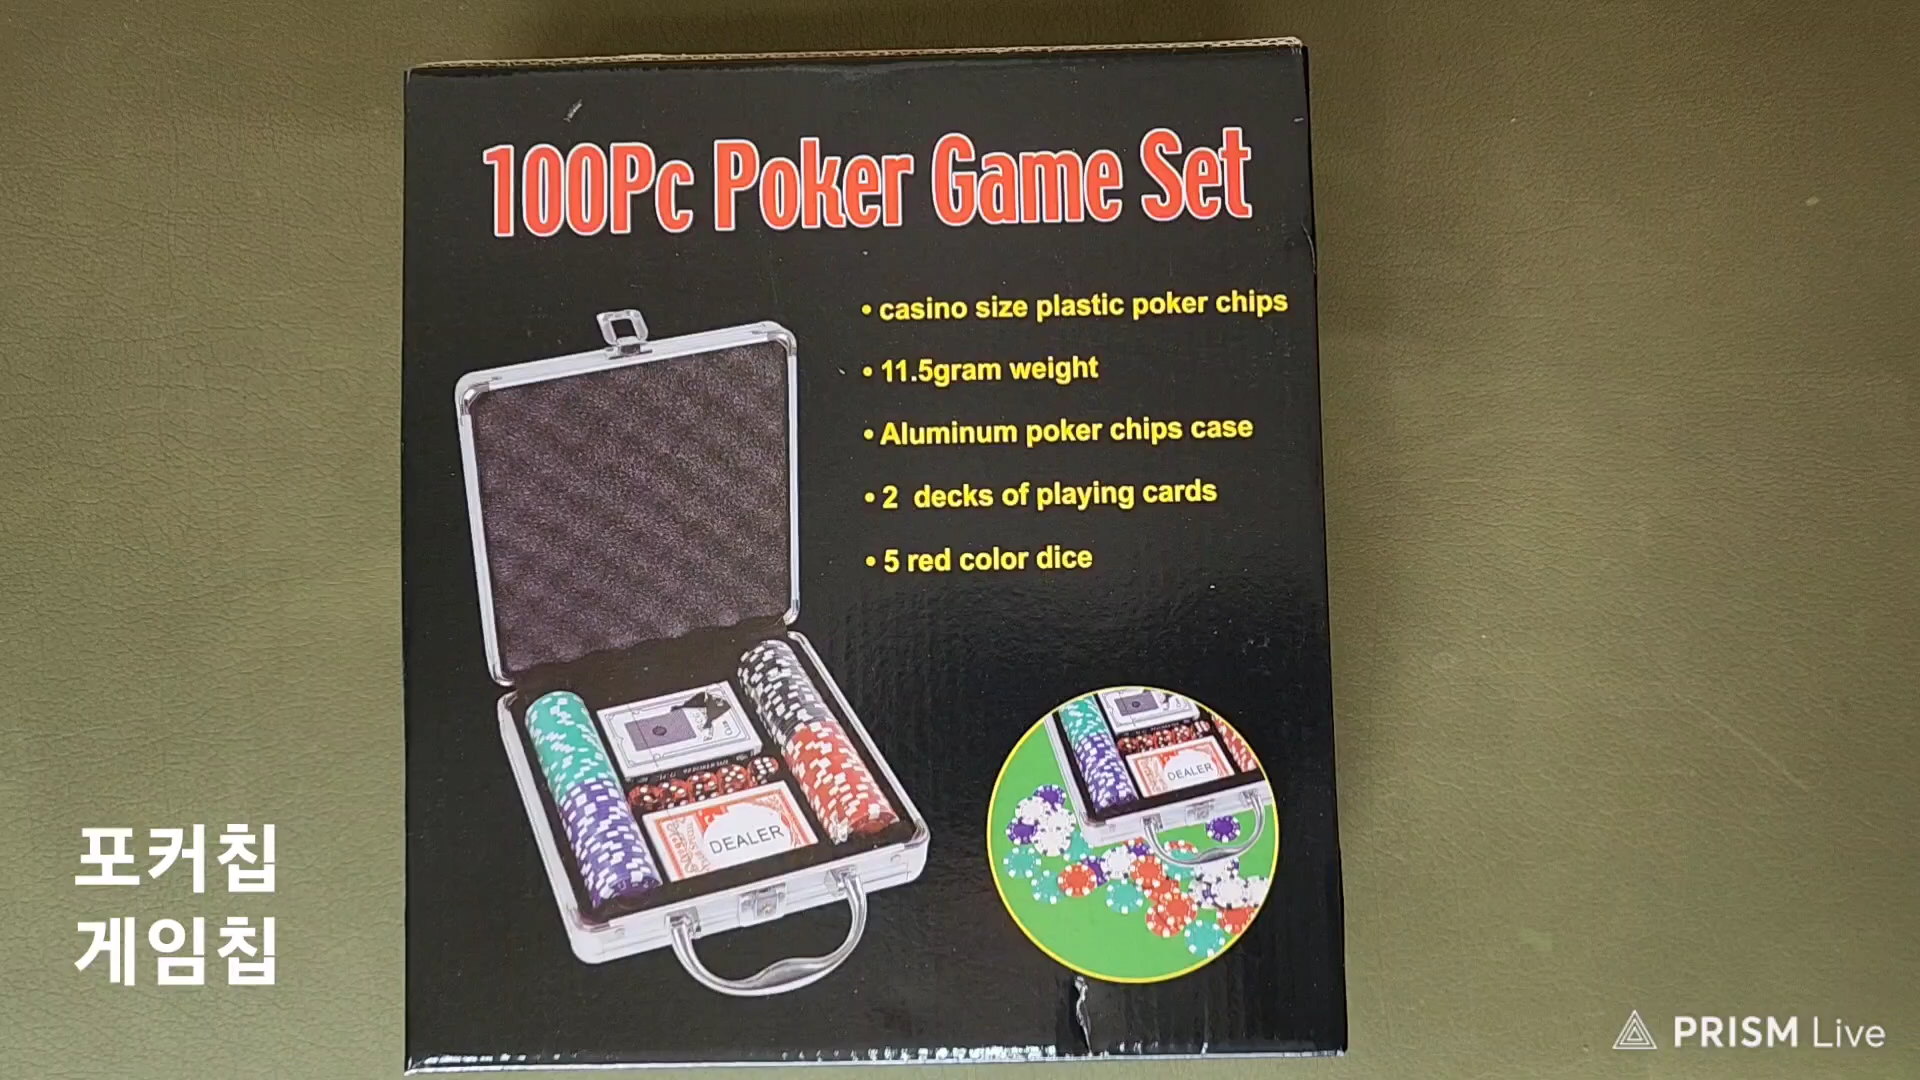 100Pc Poker Game Set
• casino size plastic poker chips
• 11.5gram weight
• Aluminum poker chips case
• 2 decks of playing cards
• 5 red color dice
DEALER
DEALER
포커칩
게임칩
PRISM Live